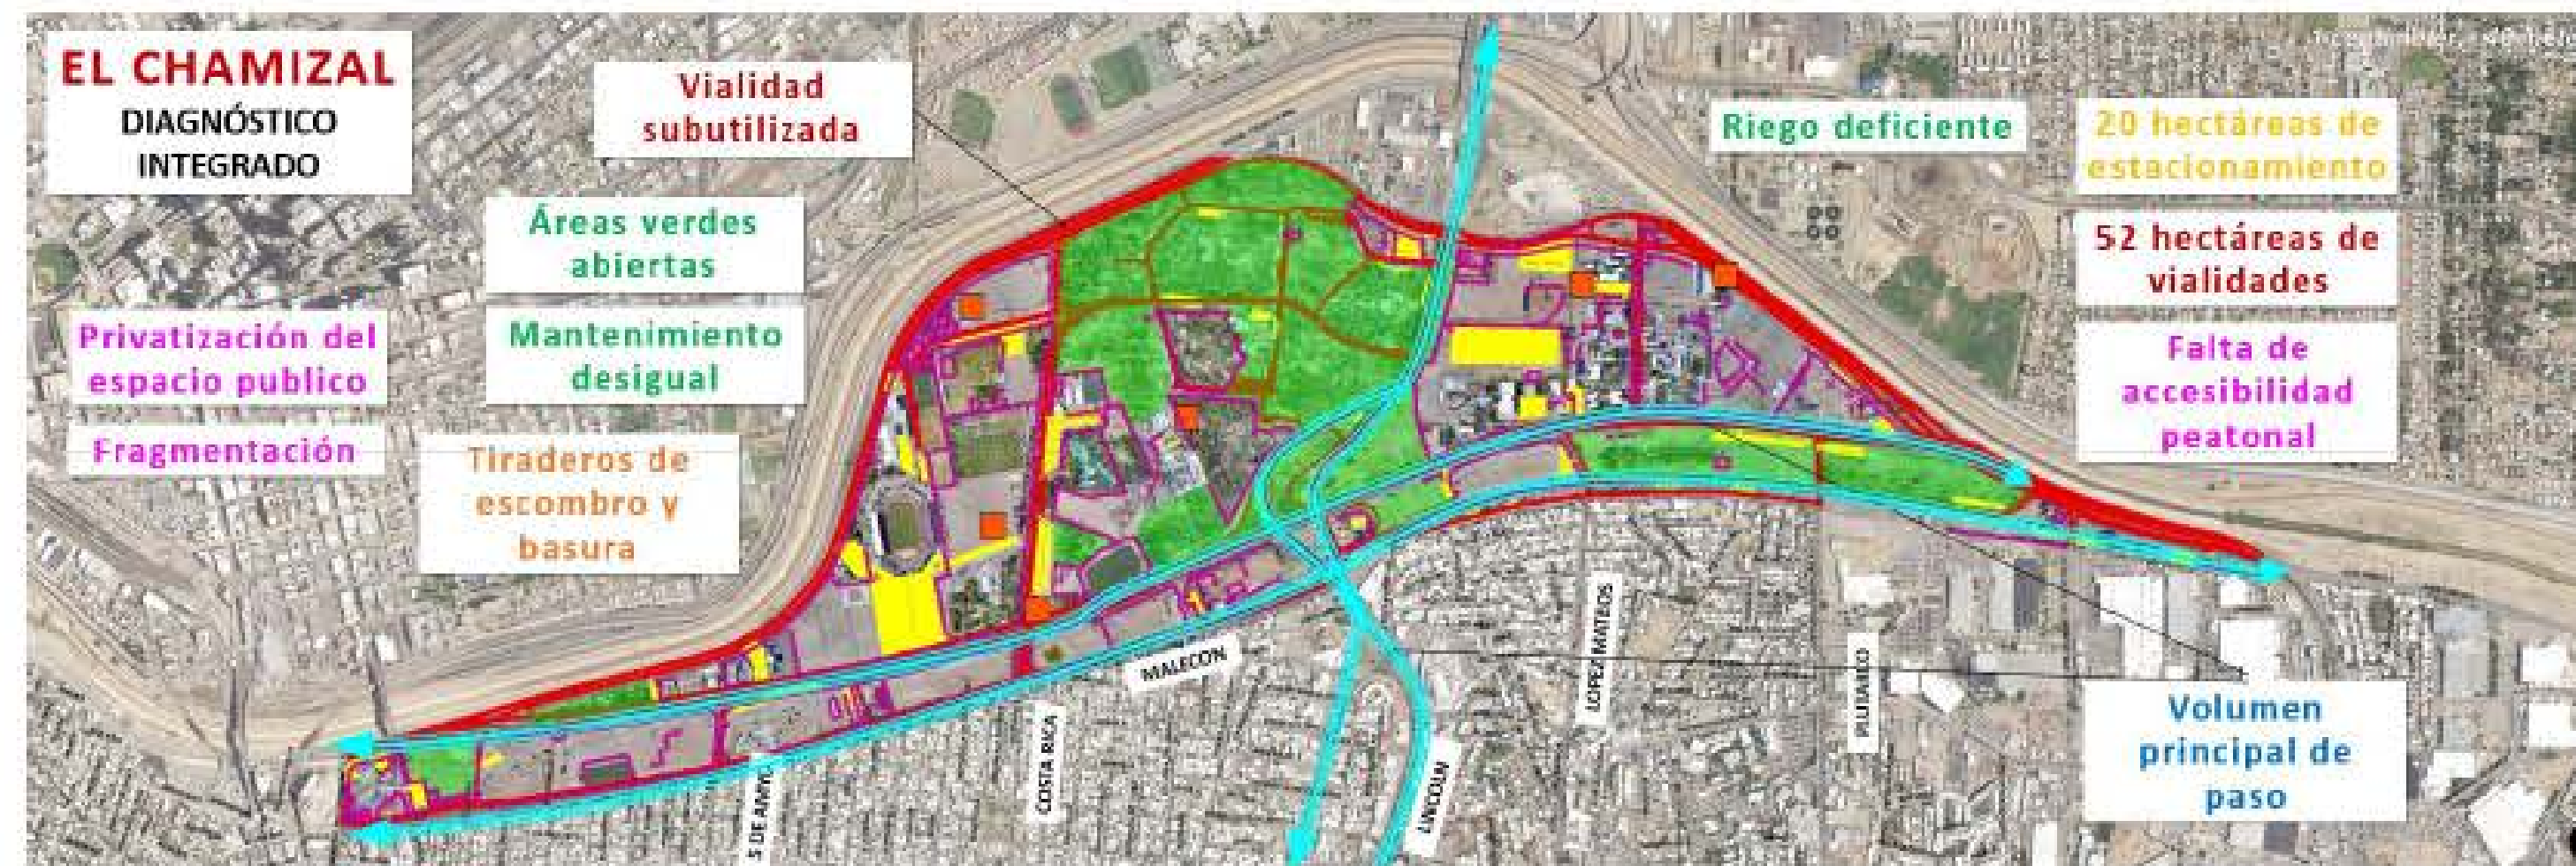 EL CHAMIZAL
DIAGNÓSTICO
INTEGRADO
Vialidad
subutilizada
Áreas verdes
abiertas
Mantenimiento
desigual
Privatización del
espacio publico
Fragmentación
Tiraderos de
escombro y
basura
Riego deficiente
20 hectáreas de
estacionamiento
52 hectáreas de
vialidades
Falta de
accesibilidad
peatonal
Volumen
principal de
paso
MALECON
COSTA RICA
LINCOLN
LOPEZ MATEOS